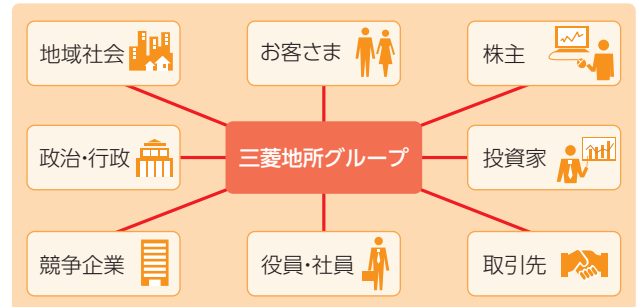 地域社会
お客さま
株主
政治・行政
三菱地所グループ
投資家
競争企業
役員・社員
取引先